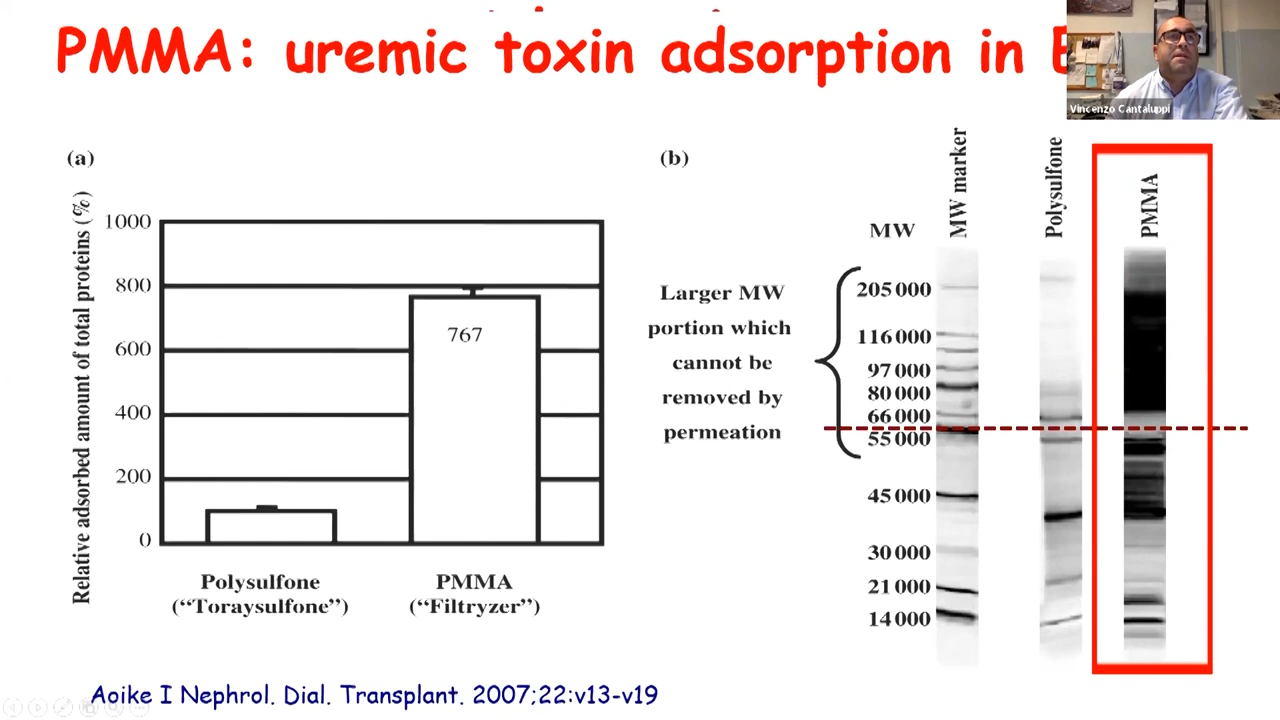 PMMA: uremic toxin adsorption in
Vincenzo Cantaluppi
(a)
Relative adsorbed amount of total proteins (%)
1000
800
600
400
200
0
767
Polysulfone
("Toraysulfone")
PMMA
("Filtryzer")
(b)
MW
MW marker
Polysulfone
PMMA
Larger MW
portion which
cannot be
removed by
permeation
205 000
116 000
97 000
80 000
66 000
55 000
45 000
30 000
21 000
14 000
Aoike I Nephrol. Dial. Transplant. 2007;22:v13-v19